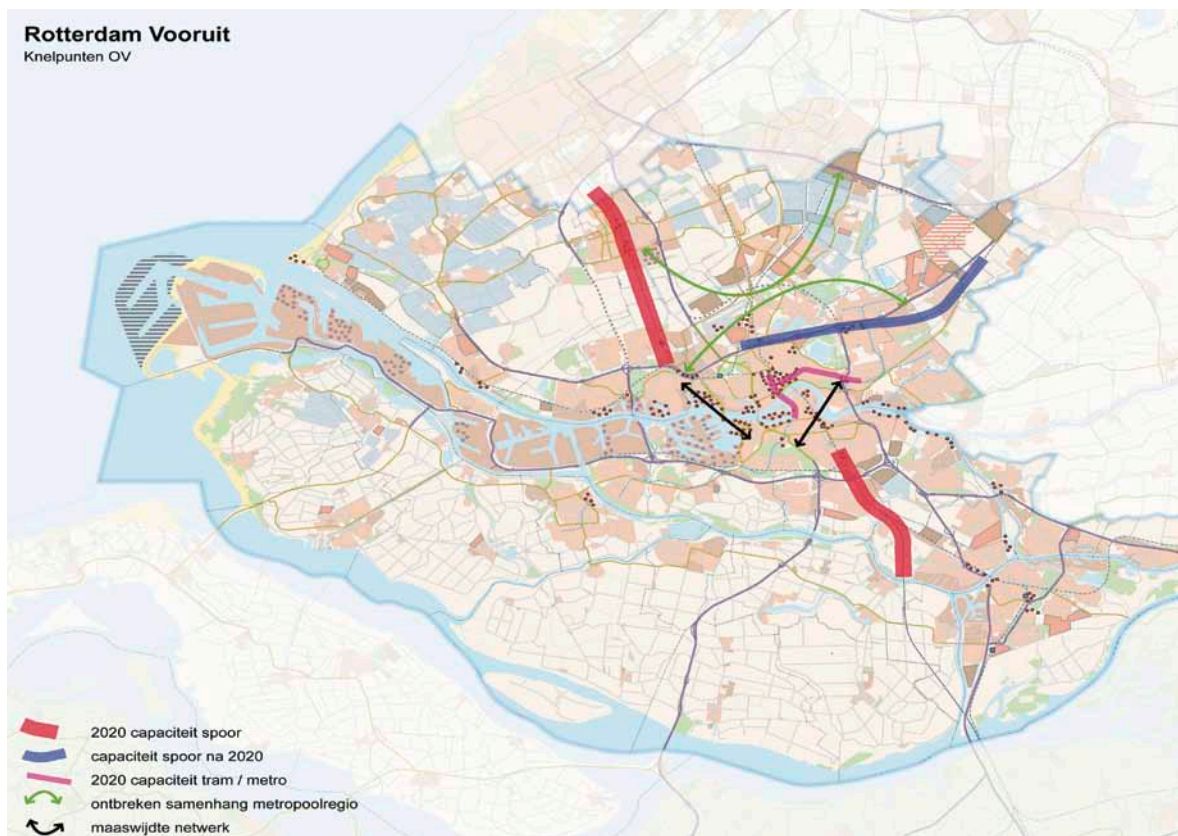 Rotterdam Vooruit
Knelpunten OV
2020 capaciteit spoor
capaciteit spoor na 2020
2020 capaciteit tram / metro
ontbreken samenhang metropoolregio
maaswijdte netwerk